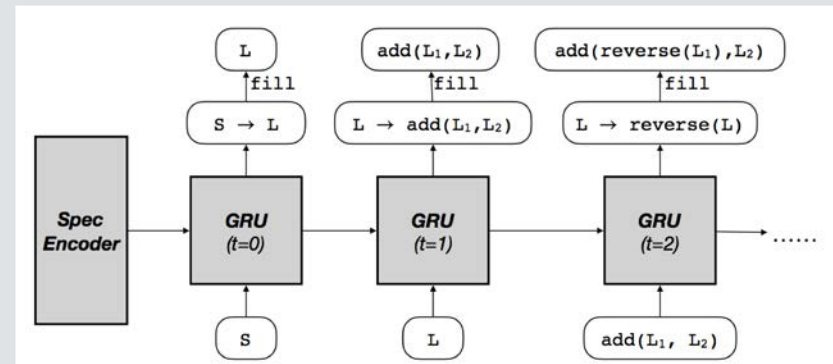 L
add(L₁,L₂)
add(reverse(L₁),L₂)
fill
fill
fill
S → L
L → add(L₁,L₂)
L → reverse(L)
Spec
Encoder
GRU
(t=0)
GRU
(t=1)
GRU
(t=2)
......
S
L
add(L₁, L₂)